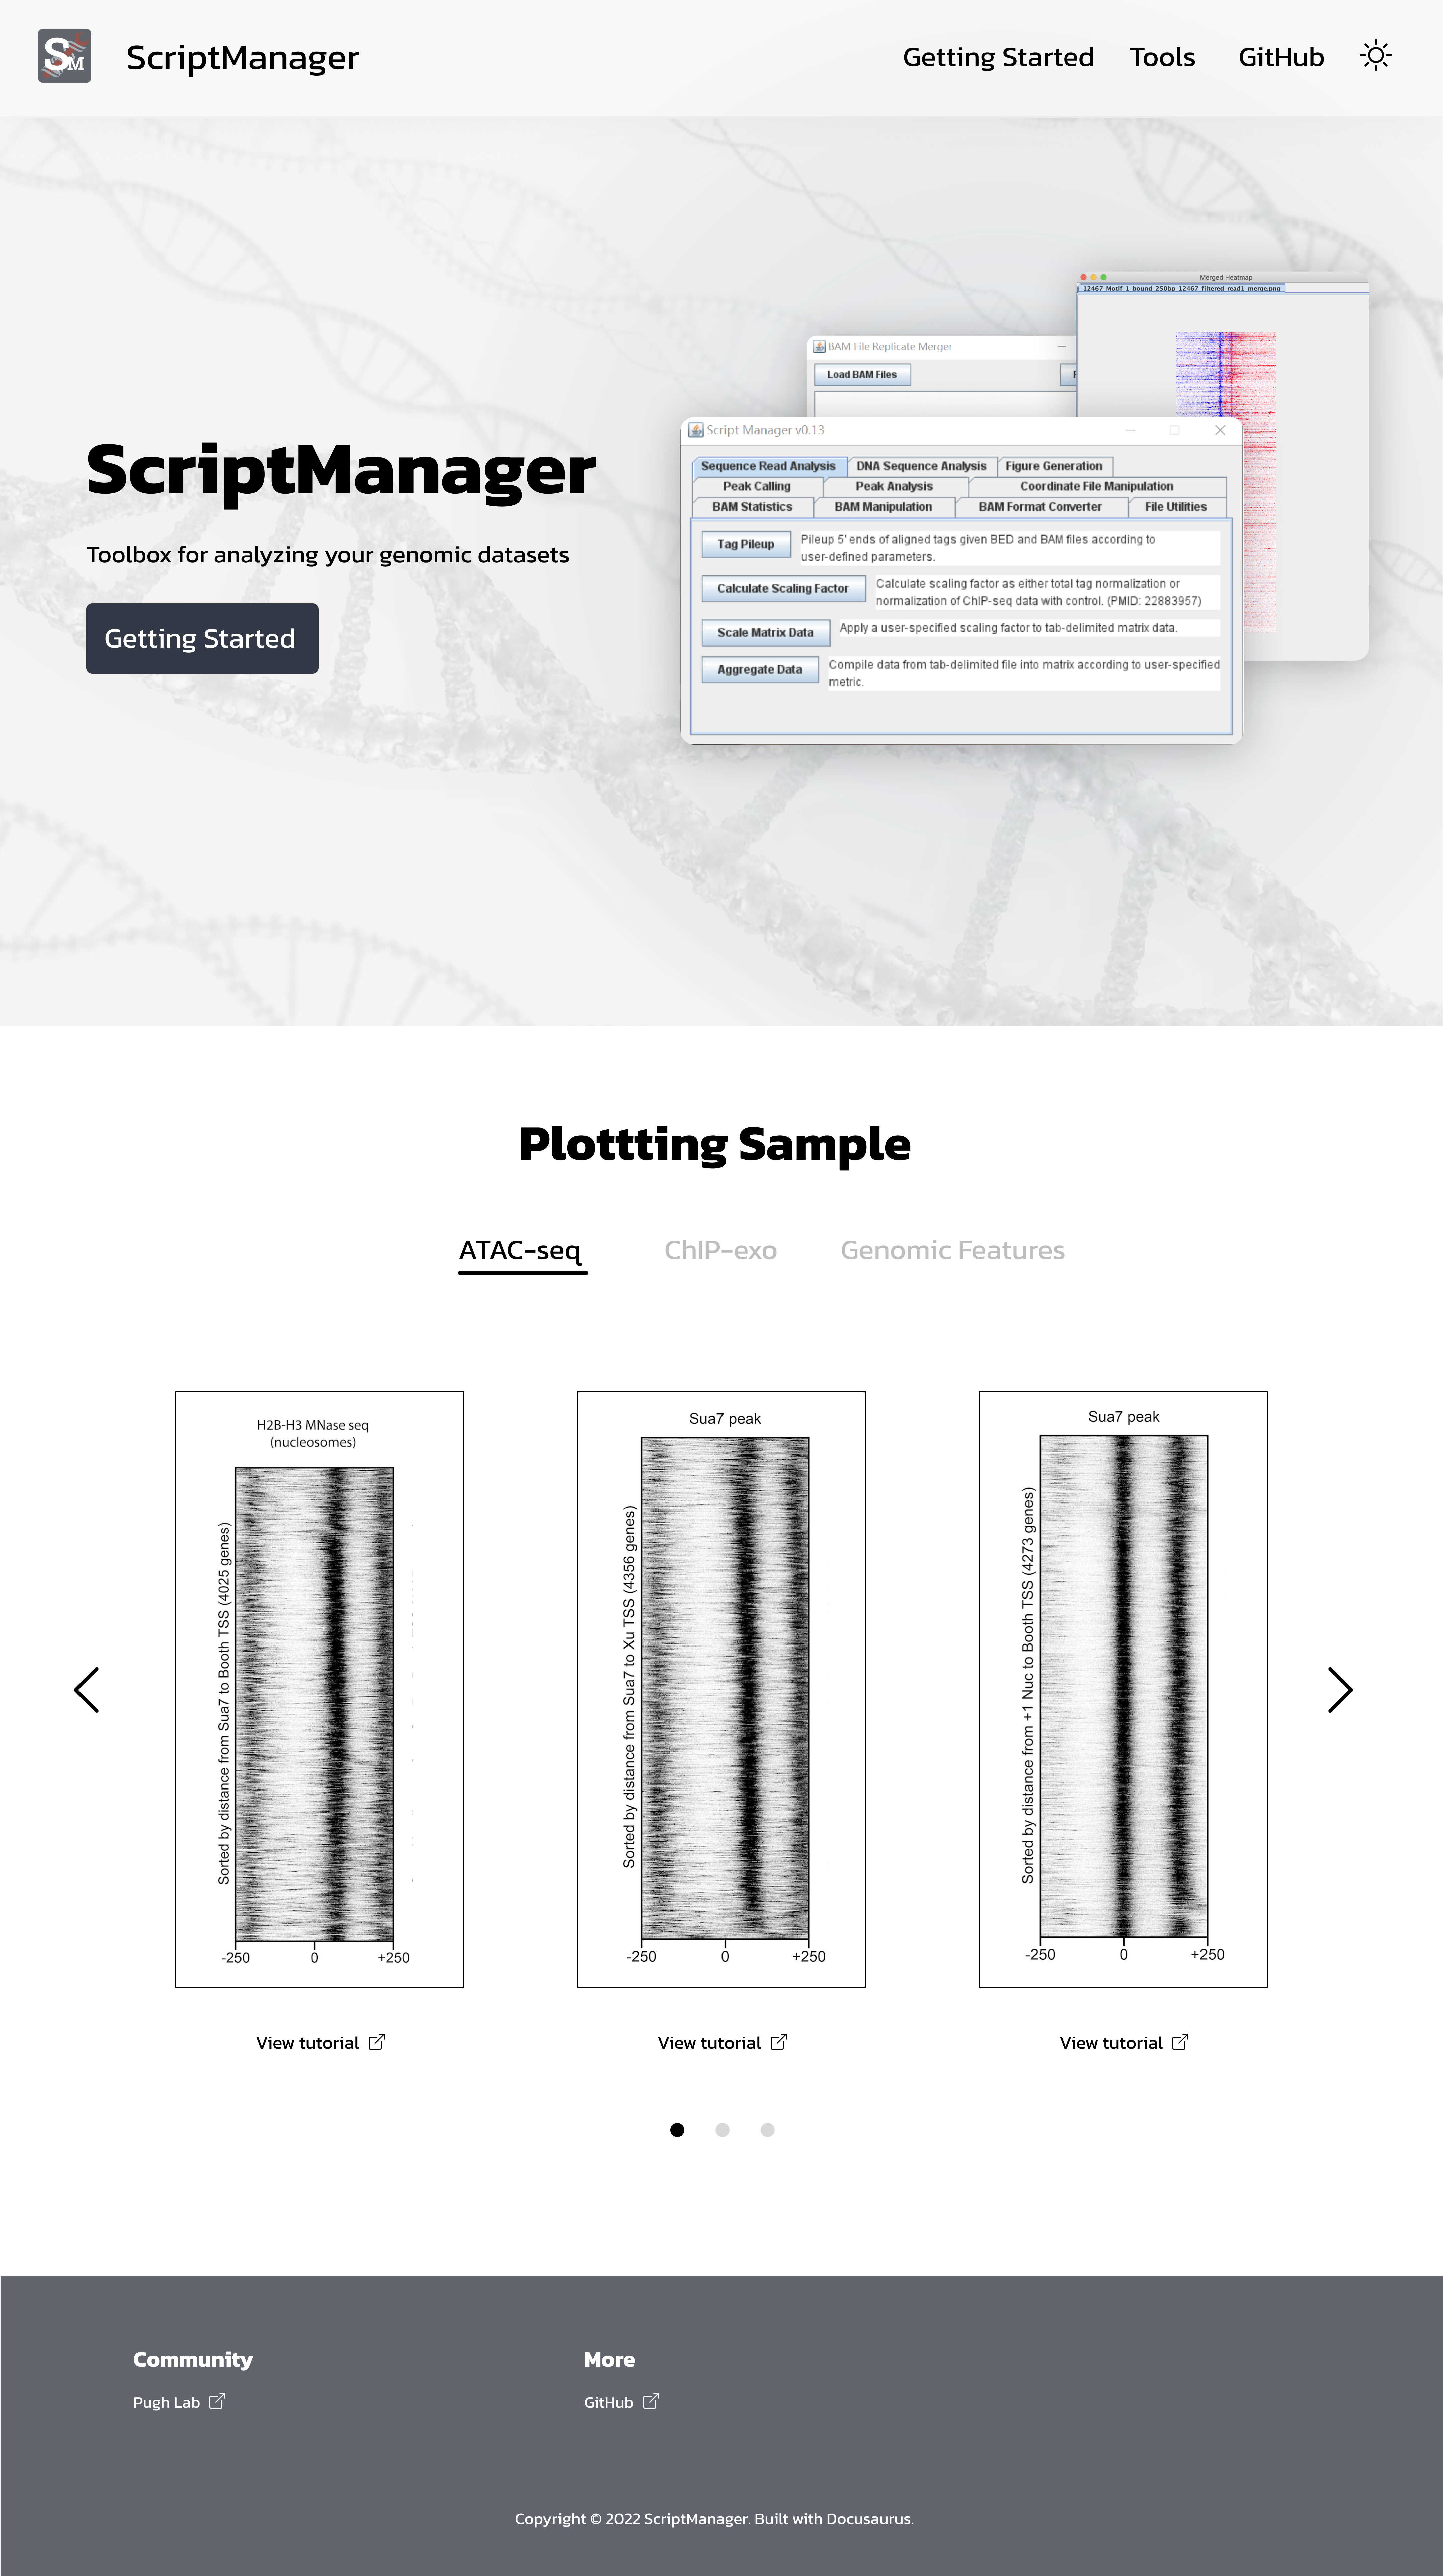 SM
ScriptManager
Getting Started
Tools
GitHub
Merged Heatmap
12467_Motif_1_bound_250bp_12467_filtered_read1_merge.png
BAM File Replicate Merger
Load BAM Files
Script Manager v0.13
Sequence Read Analysis
DNA Sequence Analysis
Figure Generation
Peak Calling
Peak Analysis
Coordinate File Manipulation
BAM Statistics
BAM Manipulation
BAM Format Converter
File Utilities
Tag Pileup
Pileup 5' ends of aligned tags given BED and BAM files according to
user-defined parameters.
Calculate Scaling Factor
Calculate scaling factor as either total tag normalization or
normalization of ChIP-seq data with control. (PMID: 22883957)
Scale Matrix Data
Apply a user-specified scaling factor to tab-delimited matrix data.
Aggregate Data
Compile data from tab-delimited file into matrix according to user-specified
metric.
ScriptManager
Toolbox for analyzing your genomic datasets
Getting Started
Plottting Sample
ATAC-seq
ChIP-exo
Genomic Features
H2B-H3 MNase seq
(nucleosomes)
Sorted by distance from Sua7 to Booth TSS (4025 genes)
-250 0 +250
Sua7 peak
Sorted by distance from Sua7 to Xu TSS (4356 genes)
-250 0 +250
Sua7 peak
Sorted by distance from +1 Nuc to Booth TSS (4273 genes)
-250 0 +250
View tutorial
View tutorial
View tutorial
Community
Pugh Lab
More
GitHub
Copyright © 2022 ScriptManager. Built with Docusaurus.